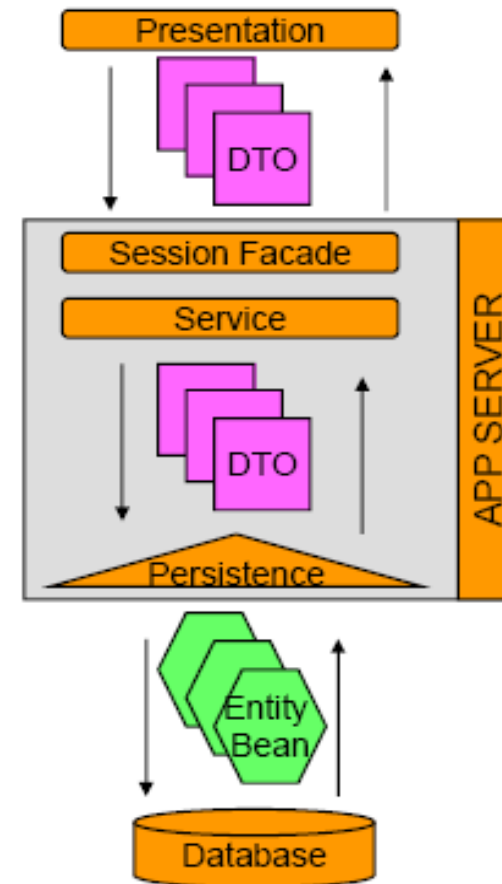 Presentation
DTO
Session Facade
Service
DTO
Persistence
APP SERVER
Entity
Bean
Database